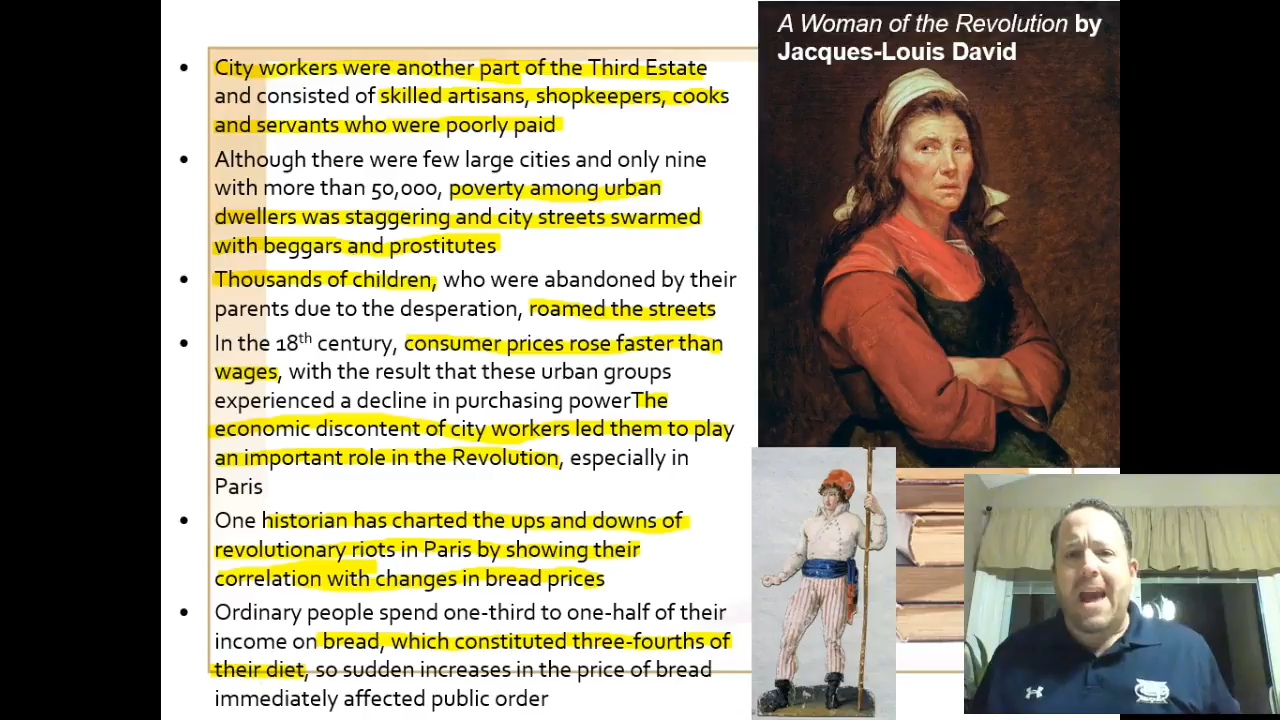 A Woman of the Revolution by
Jacques-Louis David
• City workers were another part of the Third Estate
and consisted of skilled artisans, shopkeepers, cooks
and servants who were poorly paid
• Although there were few large cities and only nine
with more than 50,000, poverty among urban
dwellers was staggering and city streets swarmed
with beggars and prostitutes
• Thousands of children, who were abandoned by their
parents due to the desperation, roamed the streets
• In the 18th century, consumer prices rose faster than
wages, with the result that these urban groups
experienced a decline in purchasing powerThe
economic discontent of city workers led them to play
an important role in the Revolution, especially in
Paris
• One historian has charted the ups and downs of
revolutionary riots in Paris by showing their
correlation with changes in bread prices
• Ordinary people spend one-third to one-half of their
income on bread, which constituted three-fourths of
their diet, so sudden increases in the price of bread
immediately affected public order